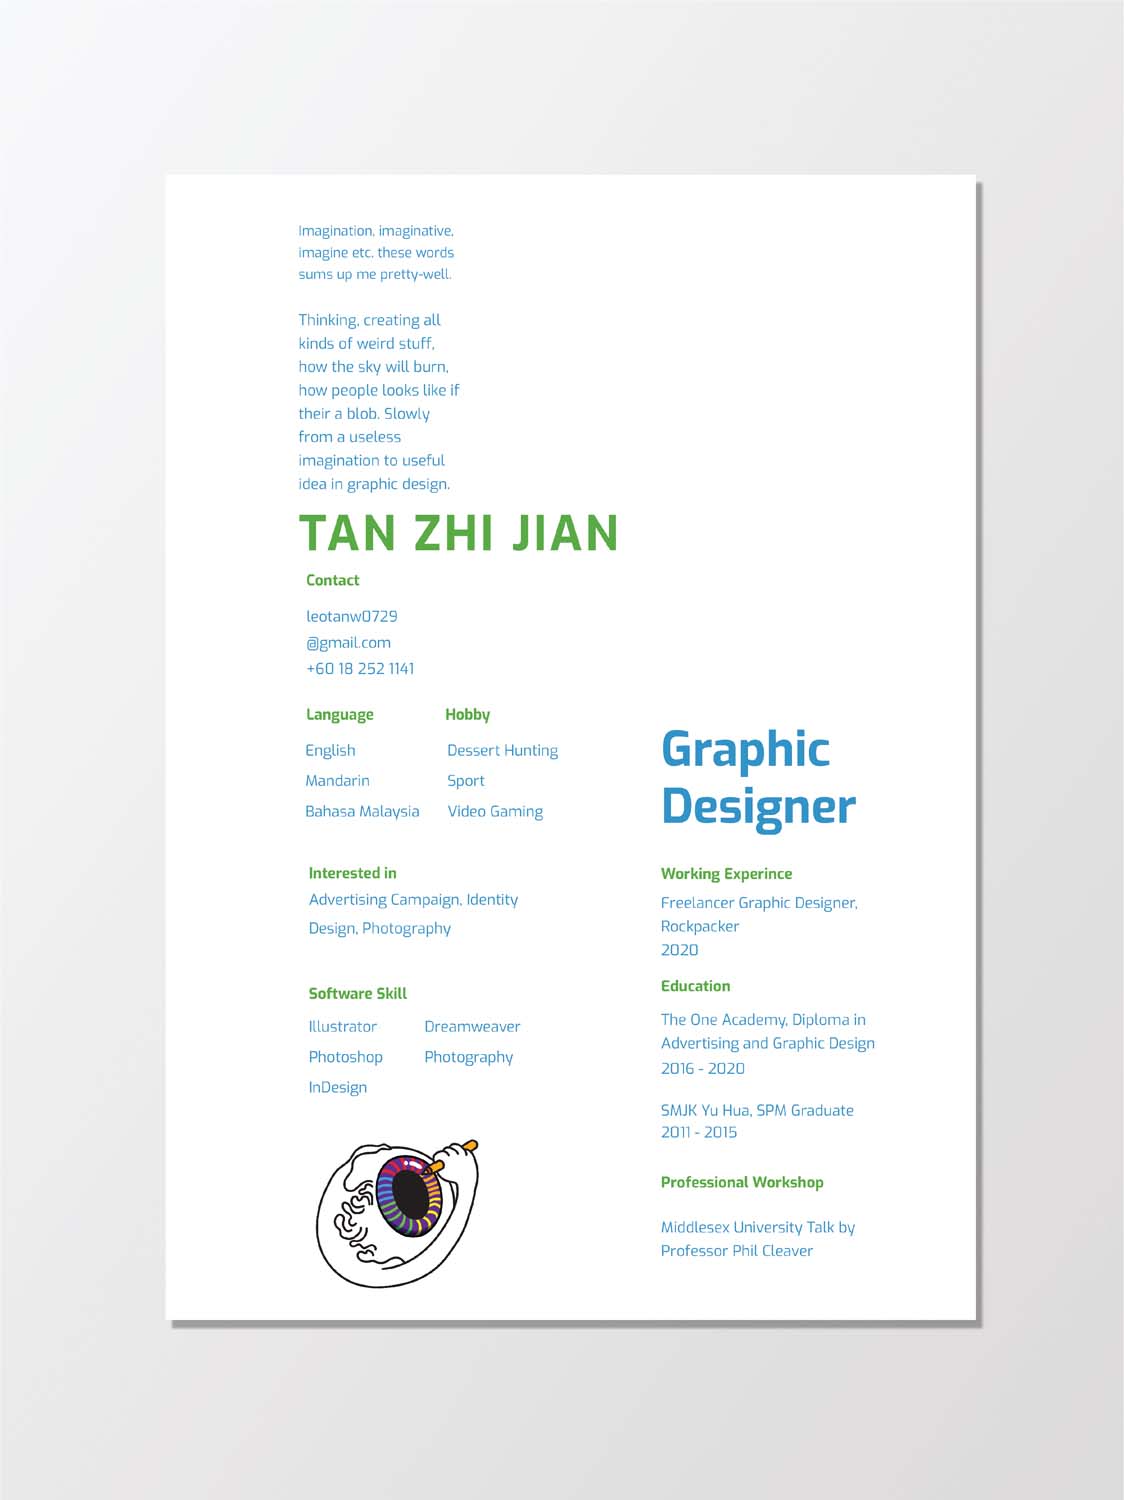 Imagination, imaginative,
imagine etc. these words
sums up me pretty-well.
Thinking, creating all
kinds of weird stuff,
how the sky will burn,
how people looks like if
their a blob. Slowly
from a useless
imagination to useful
idea in graphic design.
TAN ZHI JIAN
Contact
leotanw0729
@gmail.com
+60 18 252 1141
Language
English
Mandarin
Bahasa Malaysia
Hobby
Dessert Hunting
Sport
Video Gaming
Interested in
Advertising Campaign, Identity
Design, Photography
Software Skill
Illustrator
Photoshop
InDesign
Dreamweaver
Photography
Graphic
Designer
Working Experince
Freelancer Graphic Designer,
Rockpacker
2020
Education
The One Academy, Diploma in
Advertising and Graphic Design
2016 - 2020
SMJK Yu Hua, SPM Graduate
2011 - 2015
Professional Workshop
Middlesex University Talk by
Professor Phil Cleaver